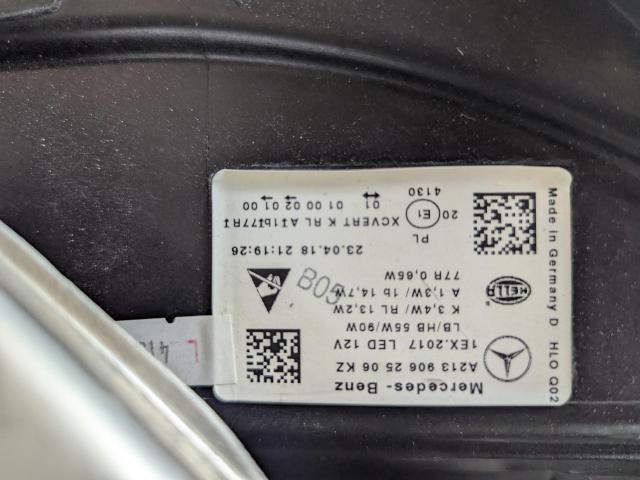 Mercedes-Benz
A213 906 25 06 KZ
1EX.2017 LED 12V
LB/HB 55W/90W
K 3,4W/ RL 13,2W
A 1,3W/ 1b 14,7W
77R 0,65W
23.04.18 21:19:26
PL
XCVERT K RL
01 00 02 01 00
20 E1
01
4130
HELLA
B05
Made in Germany D HLO Q02
L